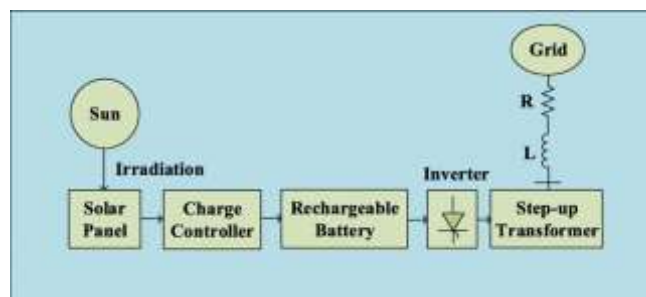 Grid
R
Sun
L
Irradiation
Inverter
Solar
Panel
Charge
Controller
Rechargeable
Battery
Step-up
Transformer